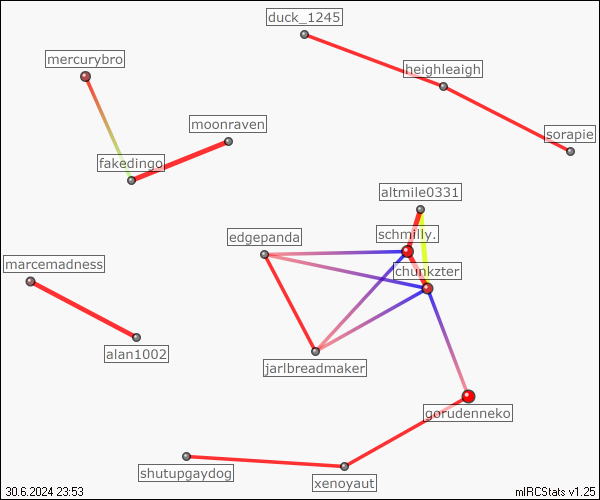 duck_1245
mercurybro
heighleaigh
moonraven
sorapie
fakedingo
altmile0331
schmilly.
edgepanda
marcemadness
chunkzter
alan1002
jarlbreadmaker
gorudenneko
shutupgaydog
xenoyaut
30.6.2024 23:53
mIRCStats v1.25